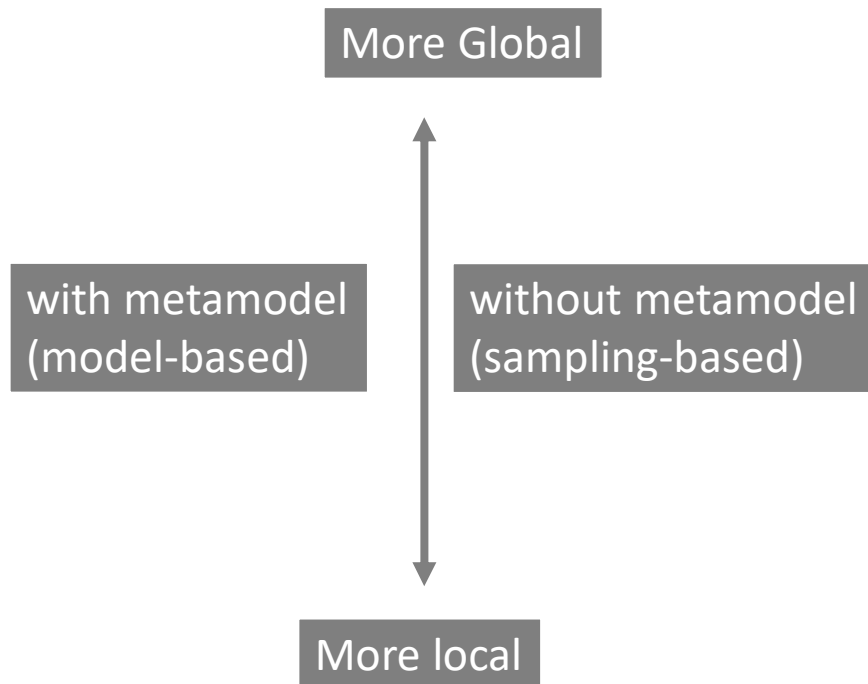 More Global
with metamodel
(model-based)
without metamodel
(sampling-based)
More local